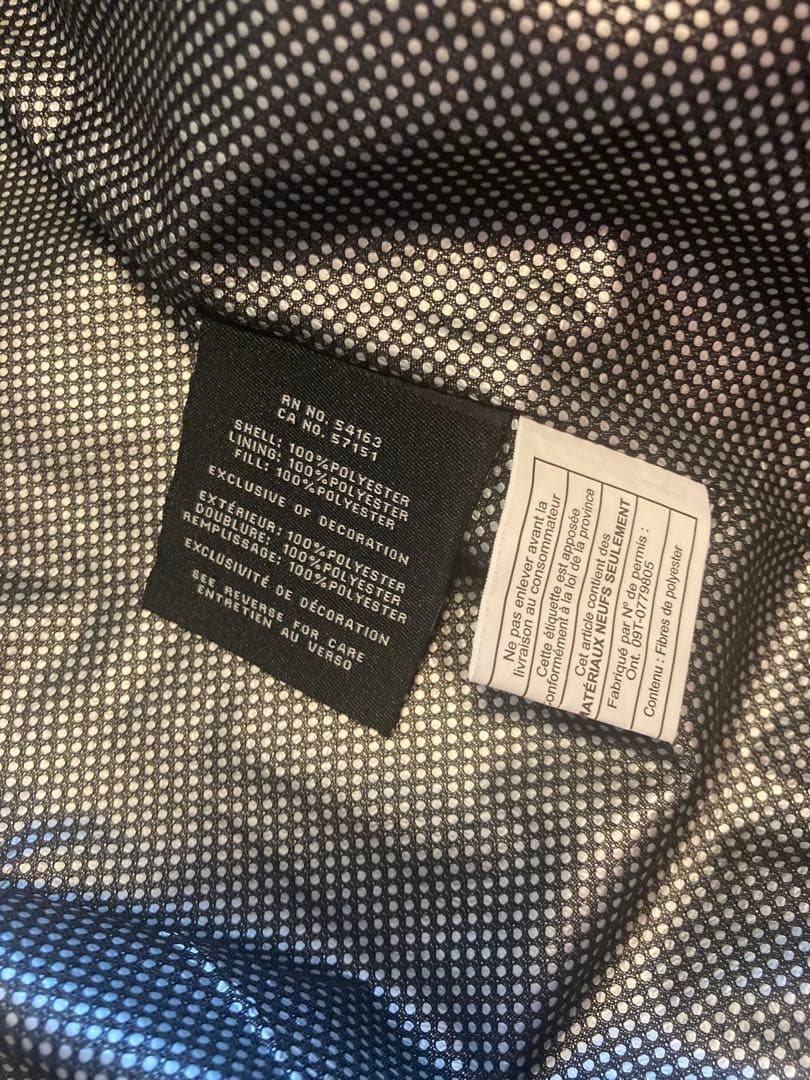 RN NO. 54163
CA NO. 57151
SHELL: 100%POLYESTER
LINING: 100%POLYESTER
FILL: 100%POLYESTER
EXCLUSIVE OF DECORATION
EXTÉRIEUR: 100%POLYESTER
DOUBLURE: 100%POLYESTER
REMPLISSAGE: 100%POLYESTER
EXCLUSIVITÉ DE DÉCORATION
SEE REVERSE FOR CARE
ENTRETIEN AU VERSO
Ne pas enlever avant la
livraison au consommateur
Cette étiquette est apposée
conformément à la loi de la province
Cet article contient des
MATÉRIAUX NEUFS SEULEMENT
Fabriqué par N° de permis :
Ont. 09T-0779805
Contenu : Fibres de polyester